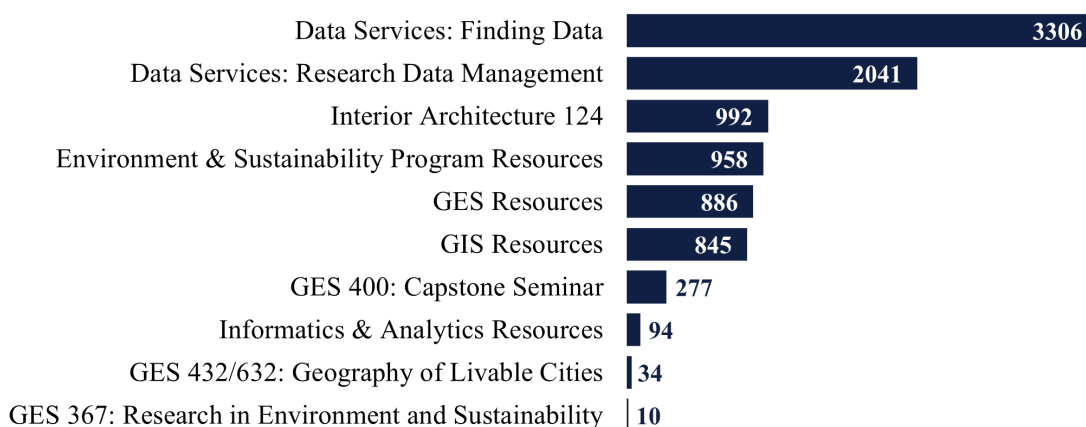 Data Services: Finding Data 3306
Data Services: Research Data Management 2041
Interior Architecture 124 992
Environment & Sustainability Program Resources 958
GES Resources 886
GIS Resources 845
GES 400: Capstone Seminar 277
Informatics & Analytics Resources 94
GES 432/632: Geography of Livable Cities 34
GES 367: Research in Environment and Sustainability 10